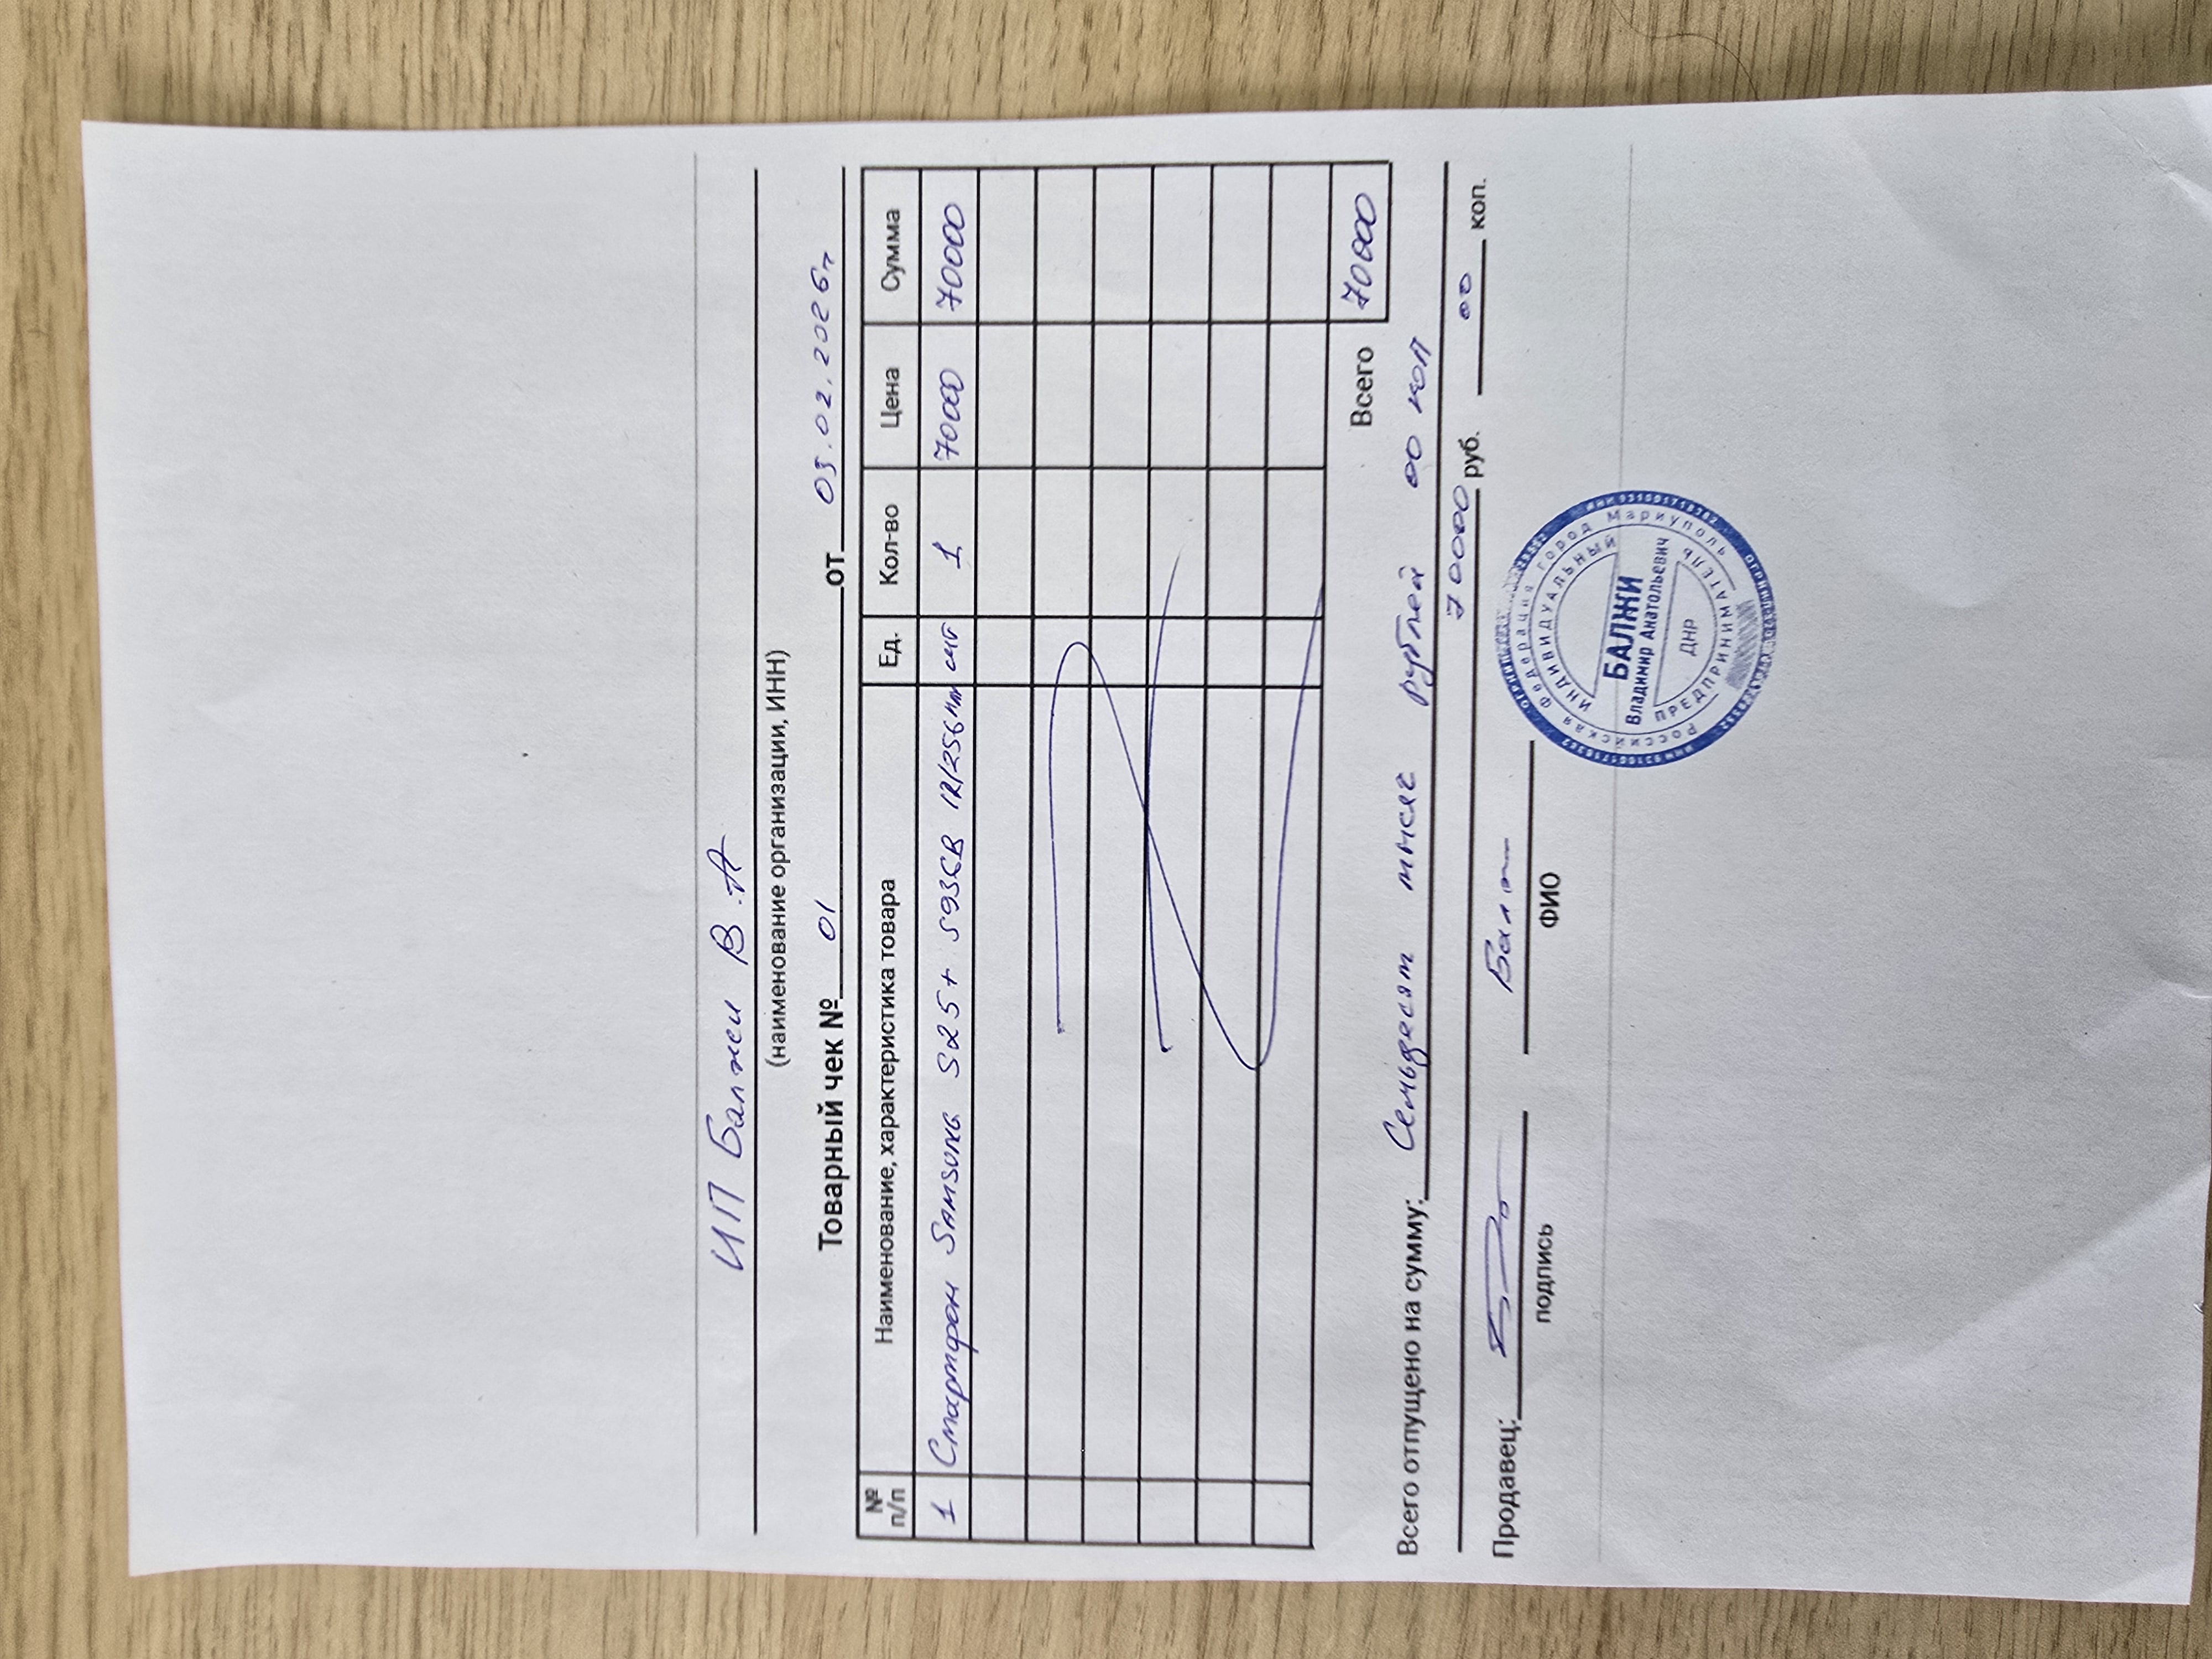 ИП Балжи В.А
(наименование организации, ИНН)
Товарный чек № 01 от 05.02.2026г
№ п/п Наименование, характеристика товара Ед. Кол-во Цена Сумма
1 Смартфон SAMSUNG S25+ S936B 12/256 шт 1 70000 70000
Всего 70000
Всего отпущено на сумму: Семьдесят тысяч рублей 00 коп
70000 руб. 00 коп.
Продавец:
подпись ФИО
Российская Федерация город Мариуполь
ИНДИВИДУАЛЬНЫЙ
БАЛЖИ
Владимир Анатольевич
ДНР
ПРЕДПРИНИМАТЕЛЬ